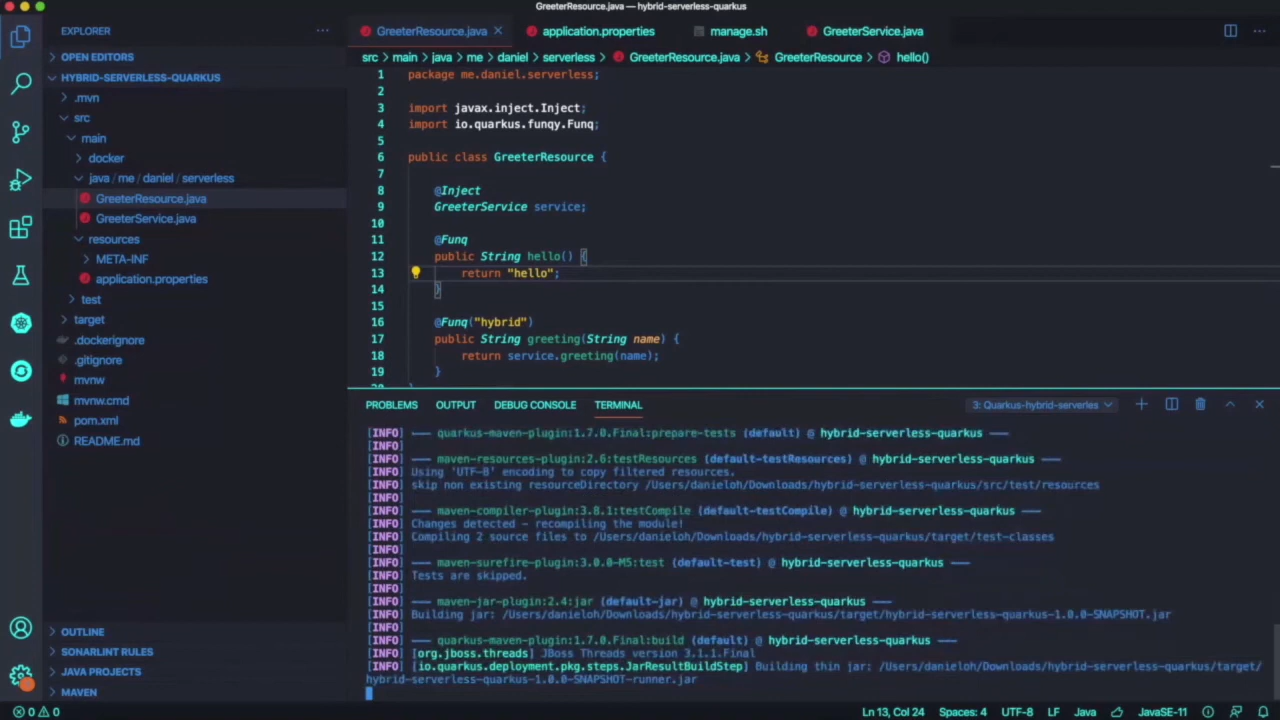 GreeterResource.java — hybrid-serverless-quarkus
EXPLORER
OPEN EDITORS
HYBRID-SERVERLESS-QUARKUS
.mvn
src
main
docker
java / me / daniel / serverless
GreeterResource.java
GreeterService.java
resources
META-INF
application.properties
test
target
.dockerignore
.gitignore
mvnw
mvnw.cmd
pom.xml
README.md
OUTLINE
SONARLINT RULES
JAVA PROJECTS
MAVEN
GreeterResource.java application.properties manage.sh GreeterService.java
src > main > java > me > daniel > serverless > GreeterResource.java > GreeterResource > hello()
1 package me.daniel.serverless;
2
3 import javax.inject.Inject;
4 import io.quarkus.funqy.Funq;
5
6 public class GreeterResource {
7
8 @Inject
9 GreeterService service;
10
11 @Funq
12 public String hello() {
13 return "hello";
14 }
15
16 @Funq("hybrid")
17 public String greeting(String name) {
18 return service.greeting(name);
19 }
20 }
PROBLEMS OUTPUT DEBUG CONSOLE TERMINAL 3: Quarkus-hybrid-serverles
[INFO] --- quarkus-maven-plugin:1.7.0.Final:prepare-tests (default) @ hybrid-serverless-quarkus ---
[INFO]
[INFO] --- maven-resources-plugin:2.6:testResources (default-testResources) @ hybrid-serverless-quarkus ---
[INFO] Using 'UTF-8' encoding to copy filtered resources.
[INFO] skip non existing resourceDirectory /Users/danieloh/Downloads/hybrid-serverless-quarkus/src/test/resources
[INFO]
[INFO] --- maven-compiler-plugin:3.8.1:testCompile (default-testCompile) @ hybrid-serverless-quarkus ---
[INFO] Changes detected - recompiling the module!
[INFO] Compiling 2 source files to /Users/danieloh/Downloads/hybrid-serverless-quarkus/target/test-classes
[INFO]
[INFO] --- maven-surefire-plugin:3.0.0-M5:test (default-test) @ hybrid-serverless-quarkus ---
[INFO] Tests are skipped.
[INFO]
[INFO] --- maven-jar-plugin:2.4:jar (default-jar) @ hybrid-serverless-quarkus ---
[INFO] Building jar: /Users/danieloh/Downloads/hybrid-serverless-quarkus/target/hybrid-serverless-quarkus-1.0.0-SNAPSHOT.jar
[INFO]
[INFO] --- quarkus-maven-plugin:1.7.0.Final:build (default) @ hybrid-serverless-quarkus ---
[INFO] [org.jboss.threads] JBoss Threads version 3.1.1.Final
[INFO] [io.quarkus.deployment.pkg.steps.JarResultBuildStep] Building thin jar: /Users/danieloh/Downloads/hybrid-serverless-quarkus/target/
hybrid-serverless-quarkus-1.0.0-SNAPSHOT-runner.jar
0 0 Ln 13, Col 24 Spaces: 4 UTF-8 LF Java JavaSE-11